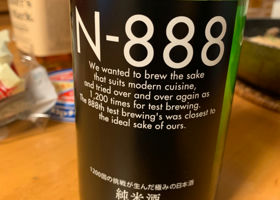 N-888
We wanted to brew the sake
that suits modern cuisine,
and tried over and over again as
1,200 times for test brewing.
The 888th test brewing's was closest to
the ideal sake of ours.
1200回の挑戦が生んだ極みの日本酒
純米酒